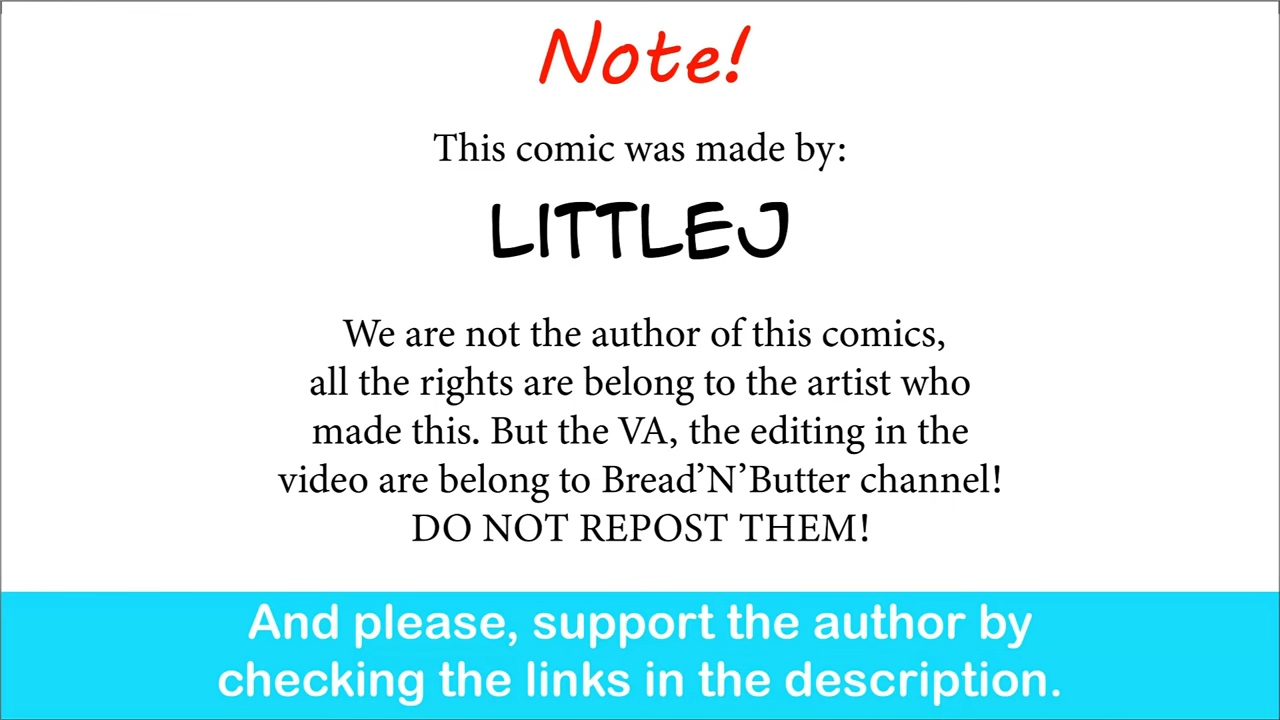 Note!
This comic was made by:
LITTLEJ
We are not the author of this comics,
all the rights are belong to the artist who
made this. But the VA, the editing in the
video are belong to Bread’N’Butter channel!
DO NOT REPOST THEM!
And please, support the author by
checking the links in the description.